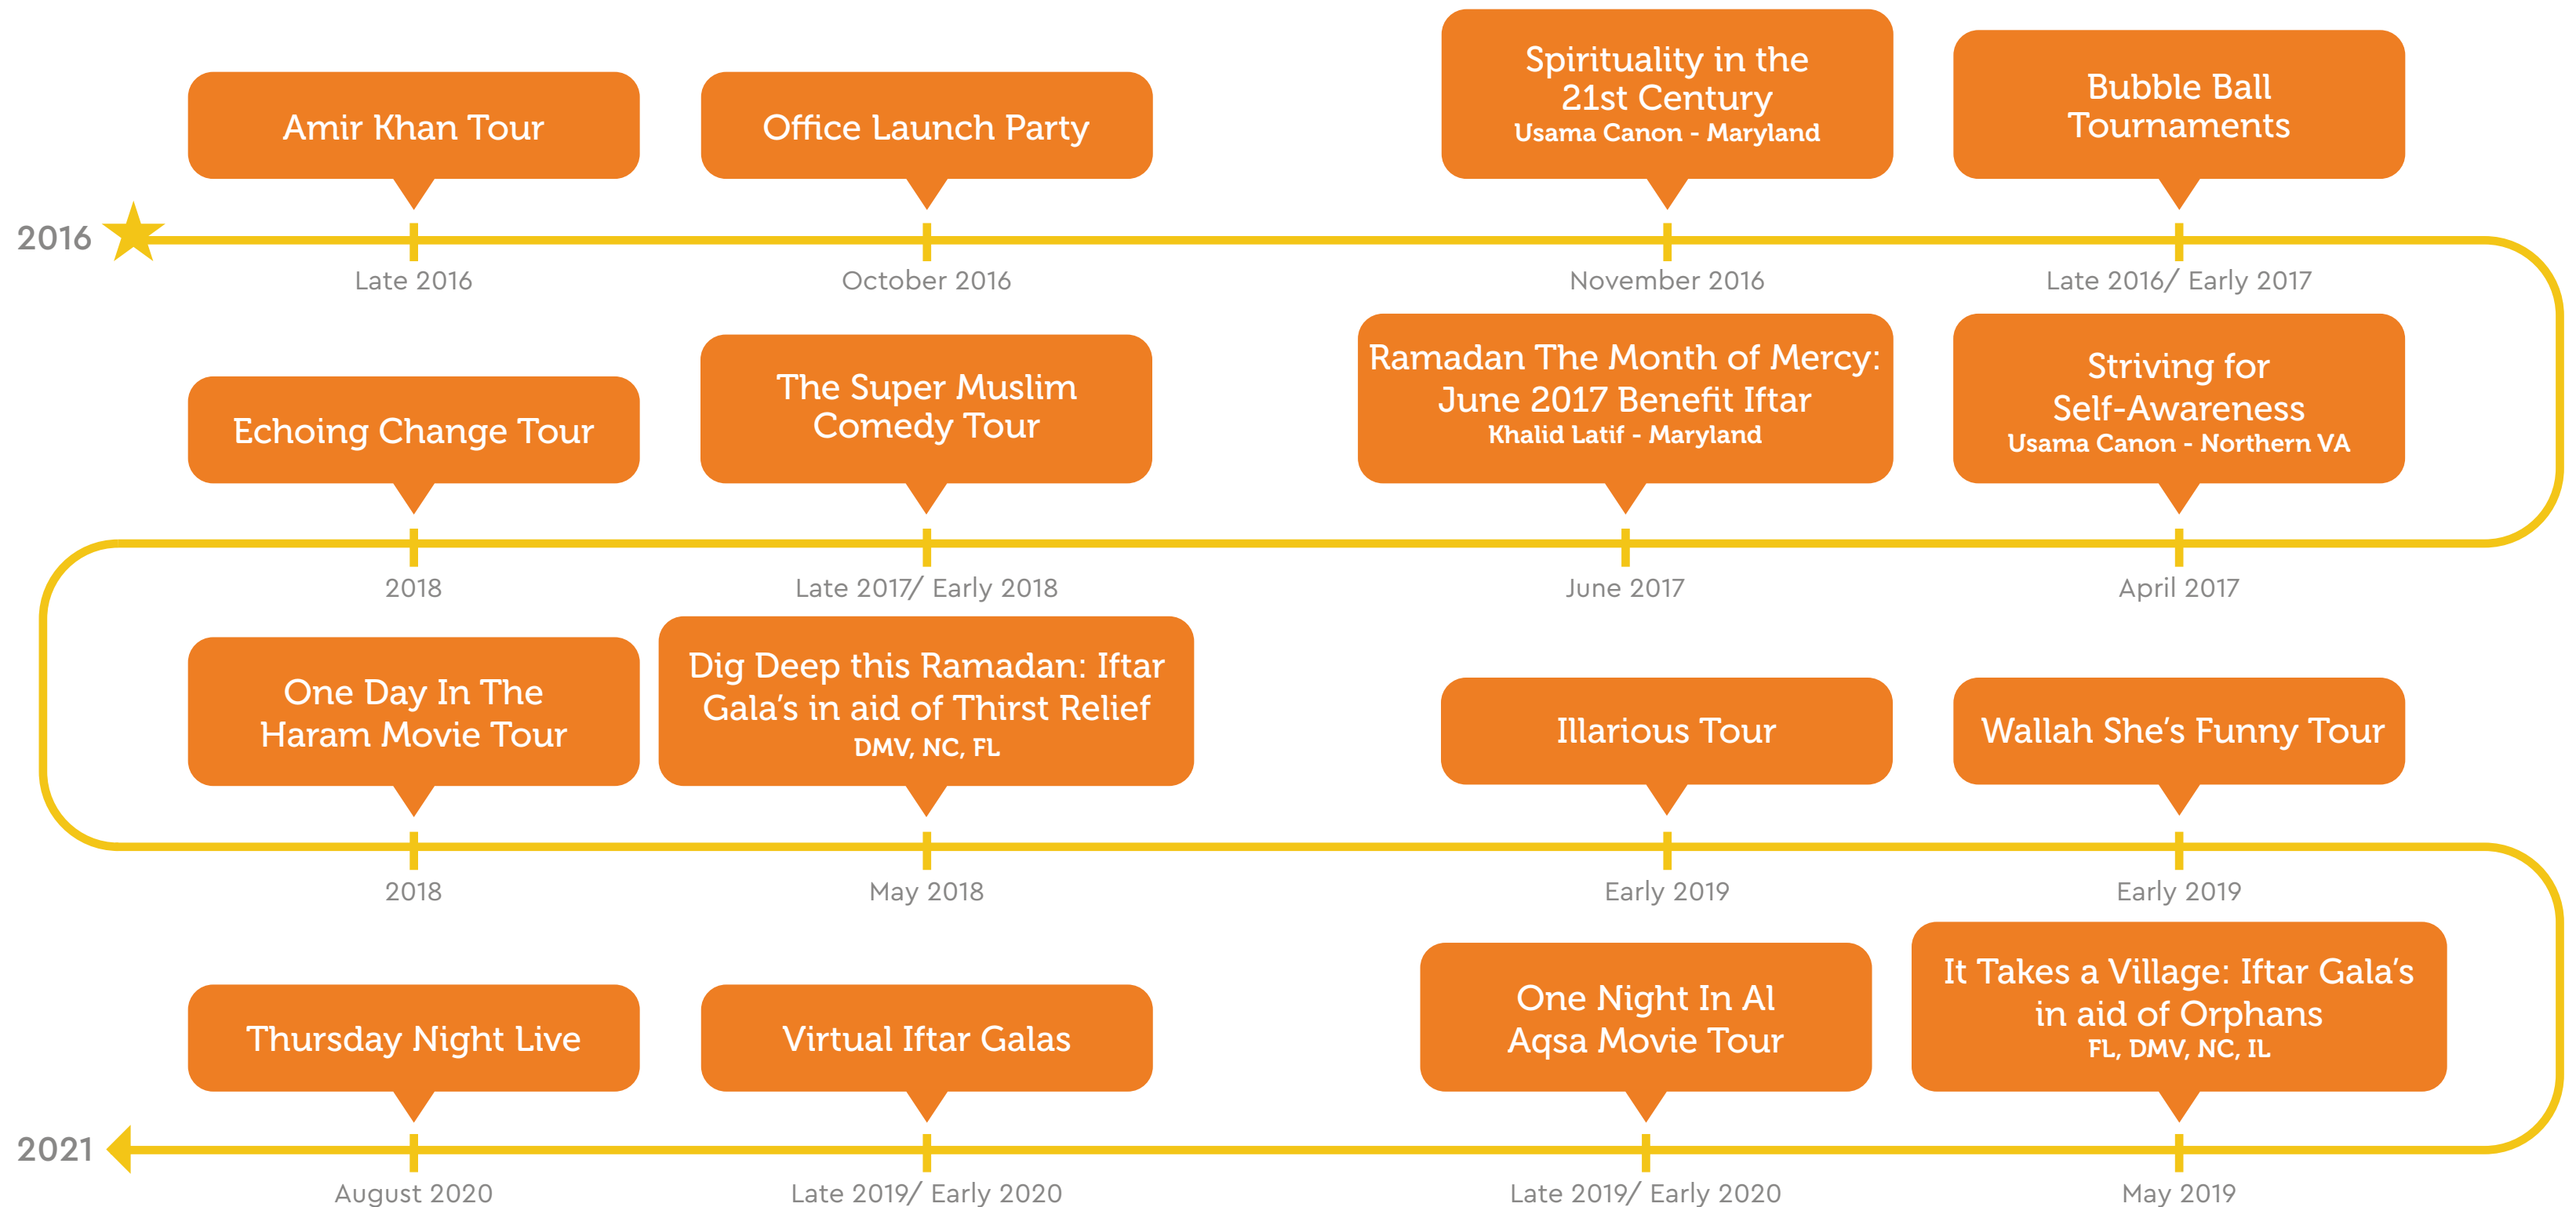 2016
Amir Khan Tour
Late 2016
Office Launch Party
October 2016
Spirituality in the
21st Century
Usama Canon - Maryland
November 2016
Bubble Ball
Tournaments
Late 2016/ Early 2017
Striving for
Self-Awareness
Usama Canon - Northern VA
April 2017
Ramadan The Month of Mercy:
June 2017 Benefit Iftar
Khalid Latif - Maryland
June 2017
The Super Muslim
Comedy Tour
Late 2017/ Early 2018
Echoing Change Tour
2018
One Day In The
Haram Movie Tour
2018
Dig Deep this Ramadan: Iftar
Gala's in aid of Thirst Relief
DMV, NC, FL
May 2018
Illarious Tour
Early 2019
Wallah She's Funny Tour
Early 2019
It Takes a Village: Iftar Gala's
in aid of Orphans
FL, DMV, NC, IL
May 2019
One Night In Al
Aqsa Movie Tour
Late 2019/ Early 2020
Virtual Iftar Galas
Late 2019/ Early 2020
Thursday Night Live
August 2020
2021